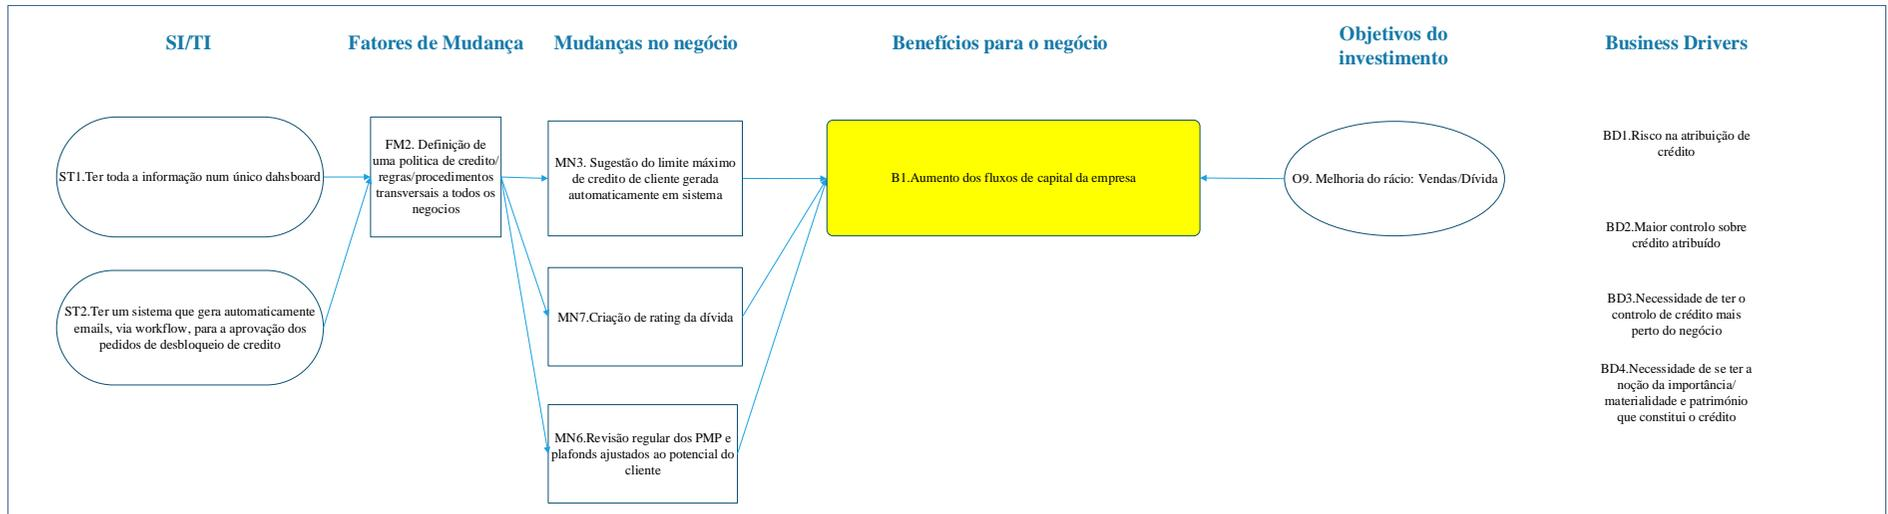 SI/TI
Fatores de Mudança
Mudanças no negócio
Benefícios para o negócio
Objetivos do
investimento
Business Drivers
ST1.Ter toda a informação num único dahsboard
ST2.Ter um sistema que gera automaticamente
emails, via workflow, para a aprovação dos
pedidos de desbloqueio de credito
FM2. Definição de
uma politica de credito/
regras/procedimentos
transversais a todos os
negocios
MN3. Sugestão do limite máximo
de credito de cliente gerada
automaticamente em sistema
MN7.Criação de rating da dívida
MN6.Revisão regular dos PMP e
plafonds ajustados ao potencial do
cliente
B1.Aumento dos fluxos de capital da empresa
O9. Melhoria do rácio: Vendas/Dívida
BD1.Risco na atribuição de
crédito
BD2.Maior controlo sobre
crédito atribuído
BD3.Necessidade de ter o
controlo de crédito mais
perto do negócio
BD4.Necessidade de se ter a
noção da importância/
materialidade e património
que constitui o crédito